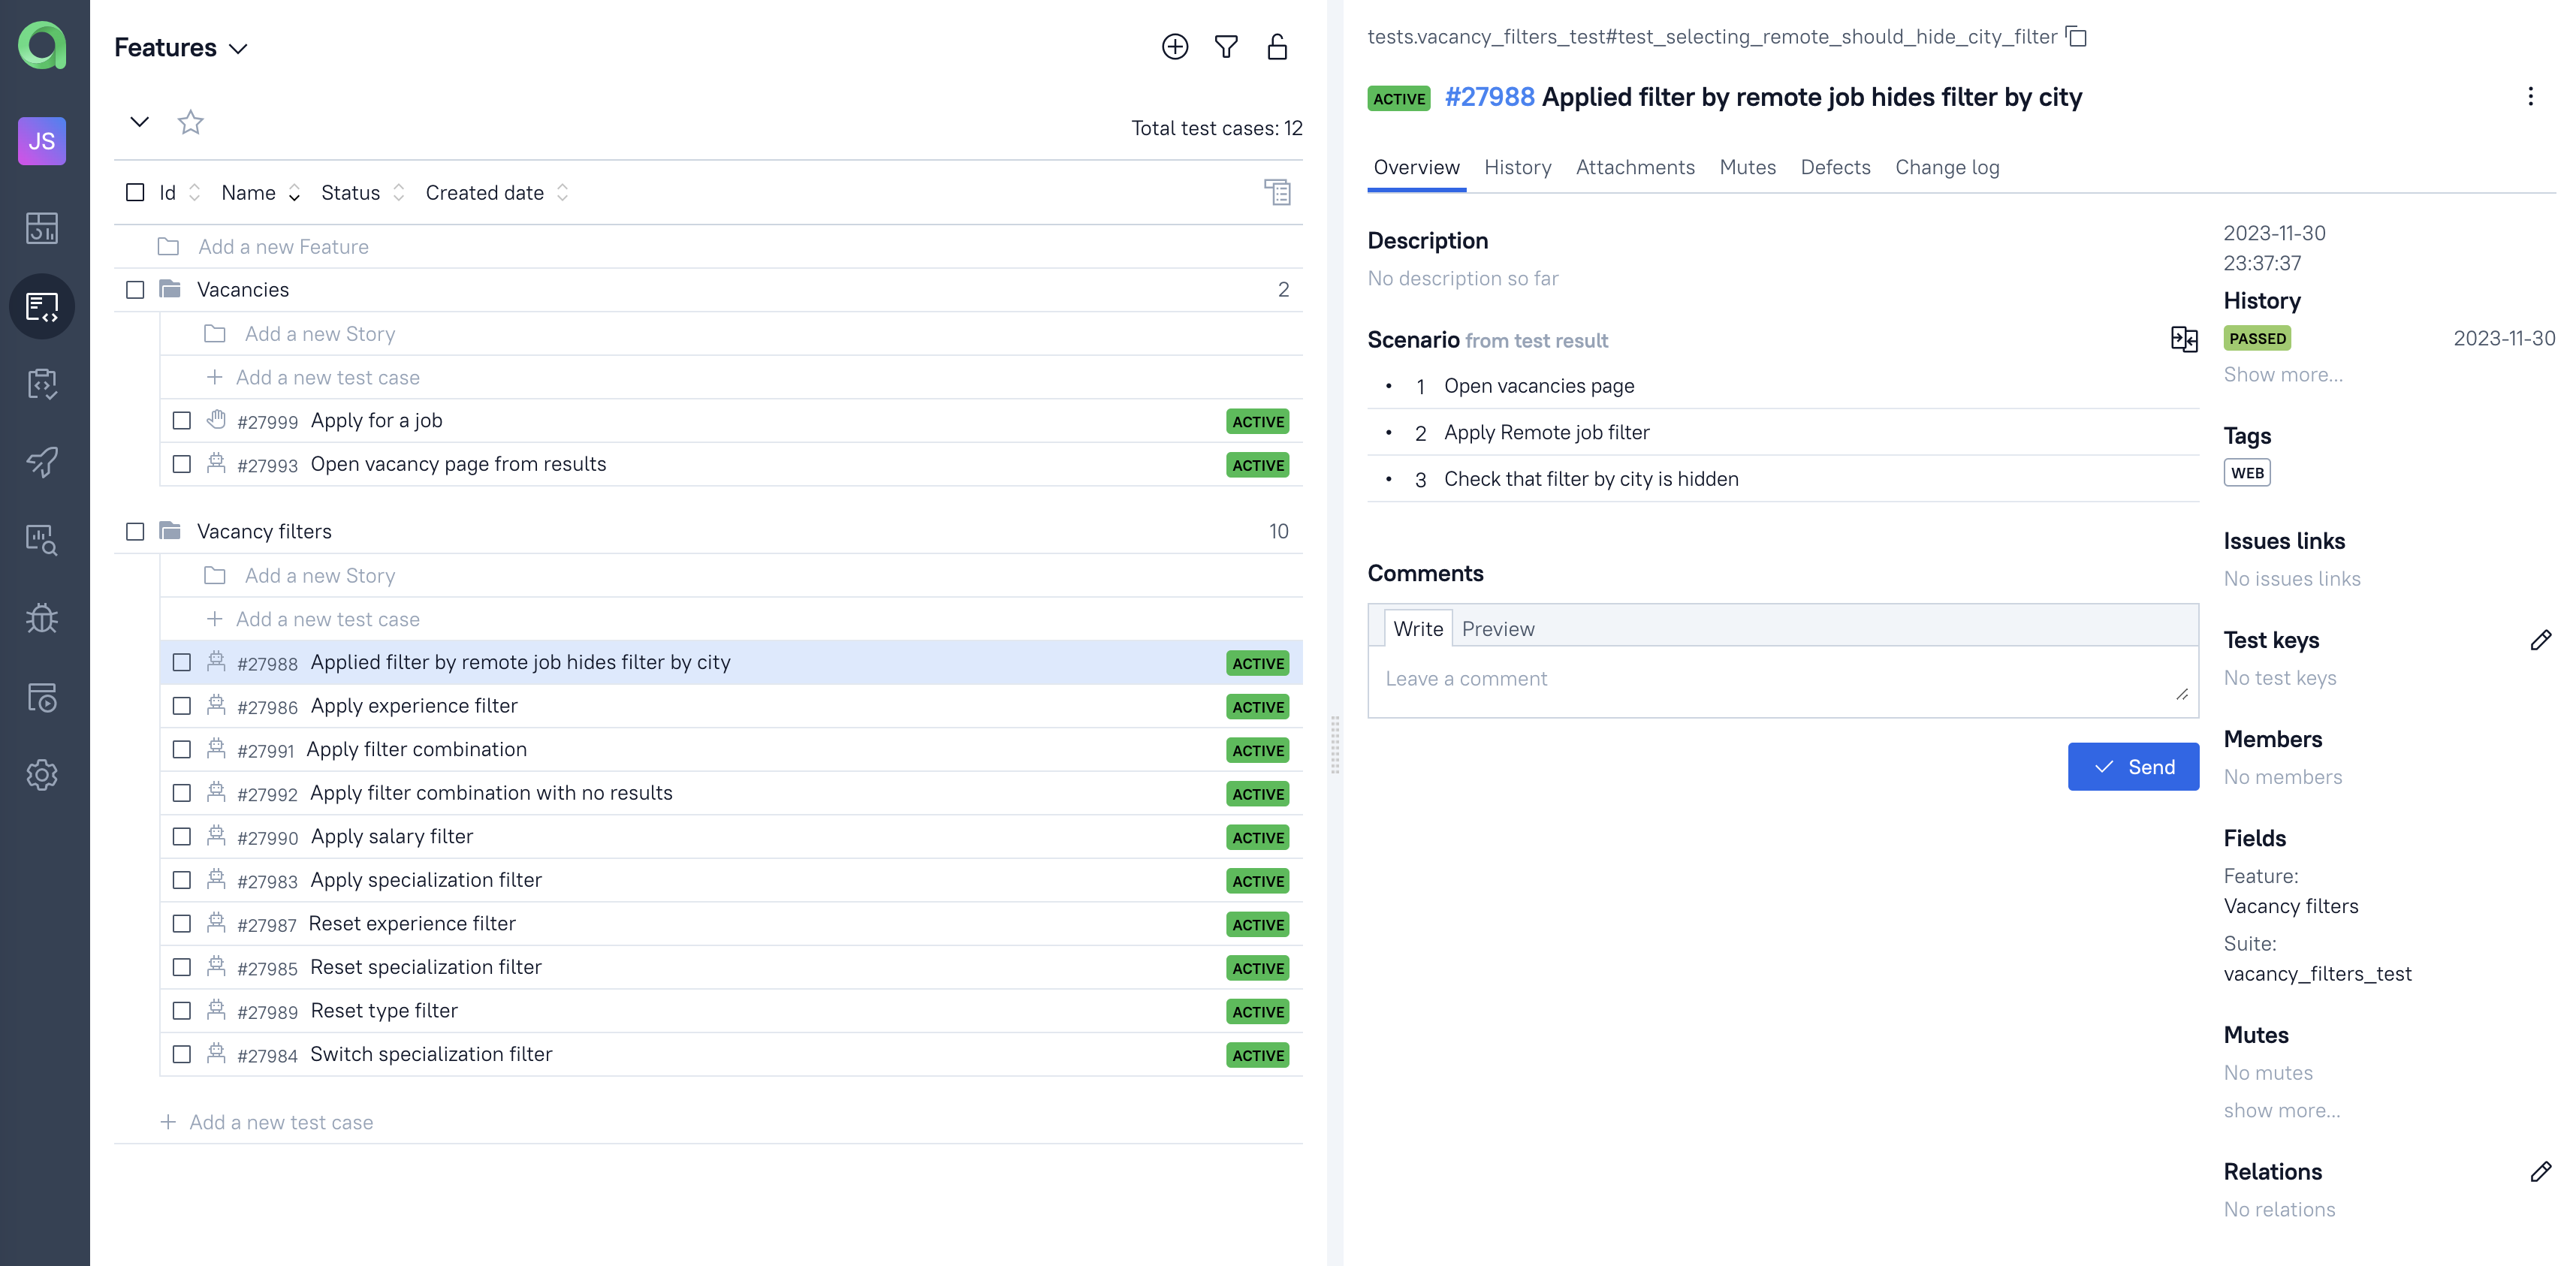 JS
Features
Total test cases: 12
Id Name Status Created date
Add a new Feature
Vacancies 2
Add a new Story
Add a new test case
#27999 Apply for a job ACTIVE
#27993 Open vacancy page from results ACTIVE
Vacancy filters 10
Add a new Story
Add a new test case
#27988 Applied filter by remote job hides filter by city ACTIVE
#27986 Apply experience filter ACTIVE
#27991 Apply filter combination ACTIVE
#27992 Apply filter combination with no results ACTIVE
#27990 Apply salary filter ACTIVE
#27983 Apply specialization filter ACTIVE
#27987 Reset experience filter ACTIVE
#27985 Reset specialization filter ACTIVE
#27989 Reset type filter ACTIVE
#27984 Switch specialization filter ACTIVE
Add a new test case
tests.vacancy_filters_test#test_selecting_remote_should_hide_city_filter
ACTIVE #27988 Applied filter by remote job hides filter by city
Overview History Attachments Mutes Defects Change log
Description
No description so far
Scenario from test result
1 Open vacancies page
2 Apply Remote job filter
3 Check that filter by city is hidden
Comments
Write Preview
Leave a comment
Send
2023-11-30
23:37:37
History
PASSED 2023-11-30
Show more...
Tags
WEB
Issues links
No issues links
Test keys
No test keys
Members
No members
Fields
Feature:
Vacancy filters
Suite:
vacancy_filters_test
Mutes
No mutes
show more...
Relations
No relations